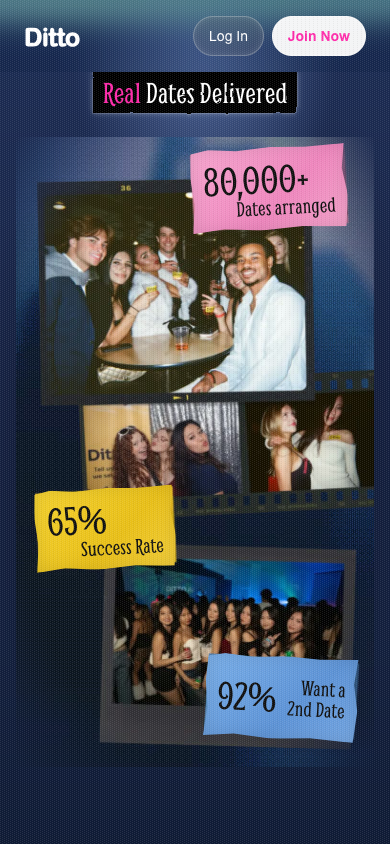 Ditto
Log In
Join Now
Real Dates Delivered
36
80,000+
Dates arranged
65%
Success Rate
92%
Want a
2nd Date